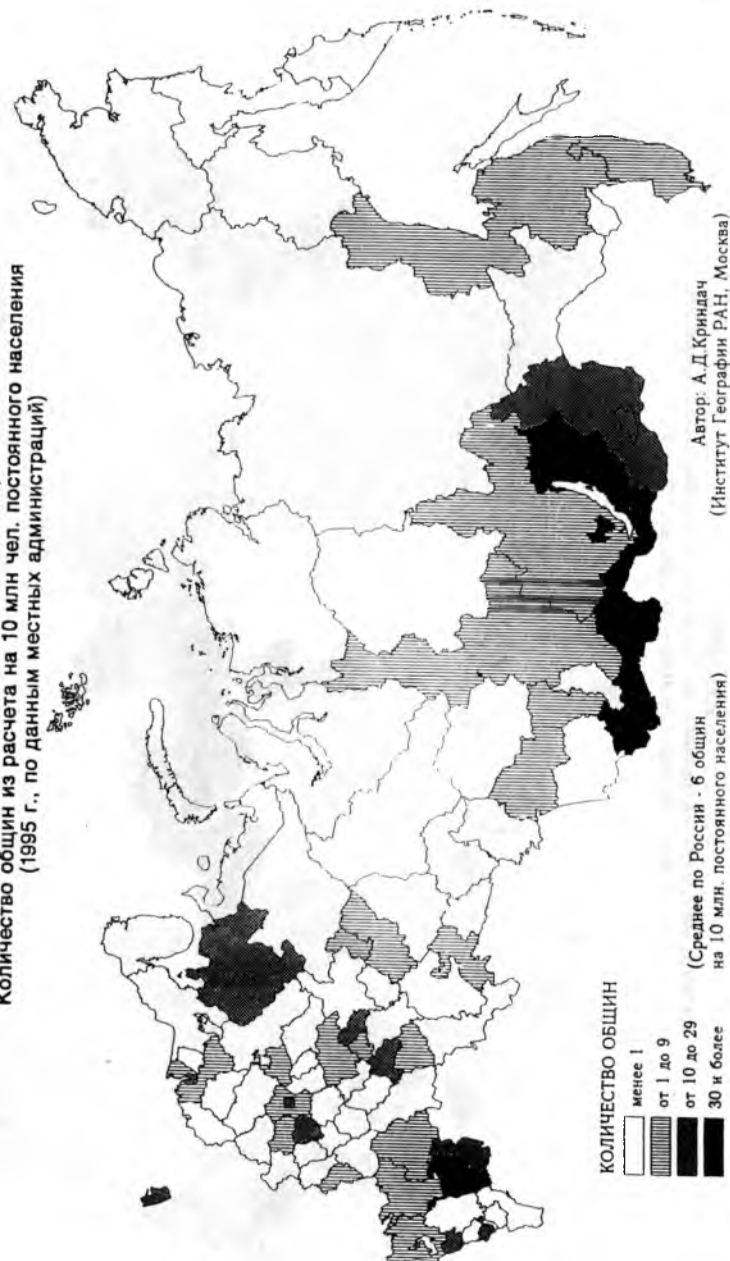 Количество общин из расчета на 10 млн чел. постоянного населения
(1995 г., по данным местных администраций)
КОЛИЧЕСТВО ОБЩИН
менее 1
от 1 до 9
от 10 до 29
30 и более
(Среднее по России - 6 общин
на 10 млн. постоянного населения)
Автор: А.Д.Криндач
(Институт Географии РАН, Москва)